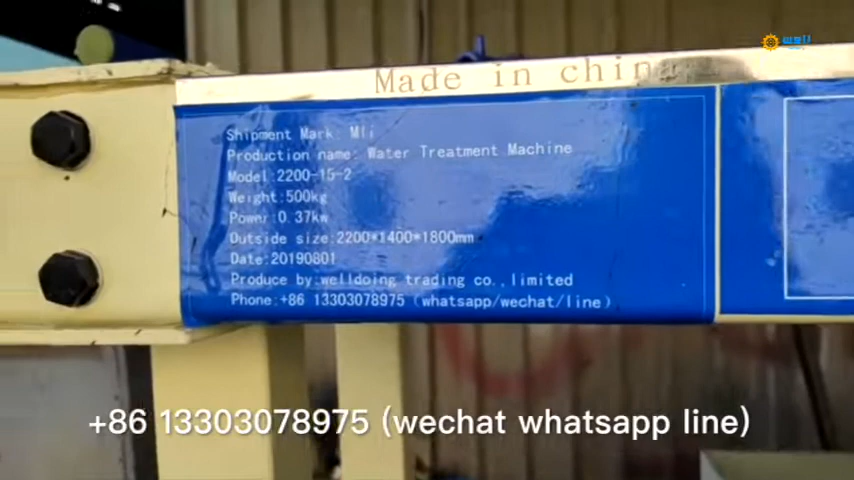 Made in china
Shipment Mark: Mli
Production name: Water Treatment Machine
Model:2200-15-2
Weight:500kg
Power:0.37kw
Outside size:2200*1400*1800mm
Date:20190801
Produce by:welldoing trading co.,limited
Phone:+86 13303078975 (whatsapp/wechat/line)
+86 13303078975 (wechat whatsapp line)